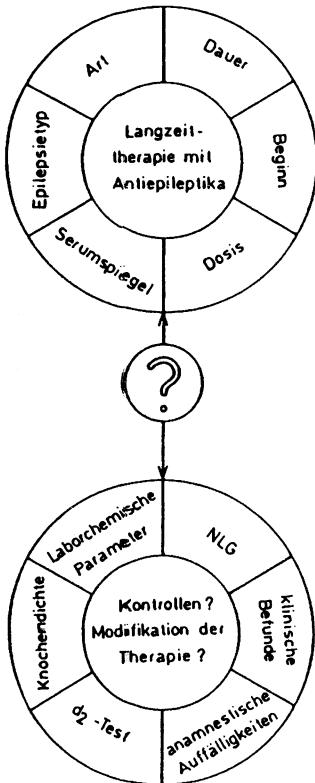 Art
Dauer
Epilepsietyp
Langzeit-
therapie mit
Antiepileptika
Beginn
Serumspiegel
Dosis
?
Laborchemische
Parameter
NLG
Knochendichte
Kontrollen?
Modifikation der
Therapie?
klinische
Befunde
d2-Test
anamnestische
Auffälligkeiten